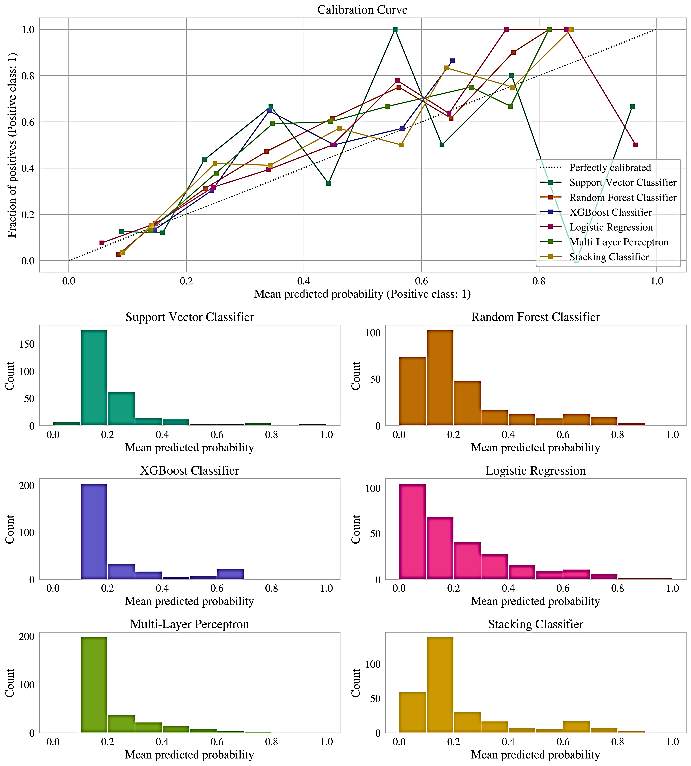 Calibration Curve
Fraction of positives (Positive class: 1)
1.0
0.8
0.6
0.4
0.2
0.0
Perfectly calibrated
Support Vector Classifier
Random Forest Classifier
XGBoost Classifier
Logistic Regression
Multi Layer Perceptron
Stacking Classifier
0.0 0.2 0.4 0.6 0.8 1.0
Mean predicted probability (Positive class: 1)
Support Vector Classifier
Count
150
100
50
0
0.0 0.2 0.4 0.6 0.8 1.0
Mean predicted probability
Random Forest Classifier
Count
100
50
0
0.0 0.2 0.4 0.6 0.8 1.0
Mean predicted probability
XGBoost Classifier
Count
200
100
0
0.0 0.2 0.4 0.6 0.8 1.0
Mean predicted probability
Logistic Regression
Count
100
50
0
0.0 0.2 0.4 0.6 0.8 1.0
Mean predicted probability
Multi-Layer Perceptron
Count
200
100
0
0.0 0.2 0.4 0.6 0.8 1.0
Mean predicted probability
Stacking Classifier
Count
100
50
0
0.0 0.2 0.4 0.6 0.8 1.0
Mean predicted probability